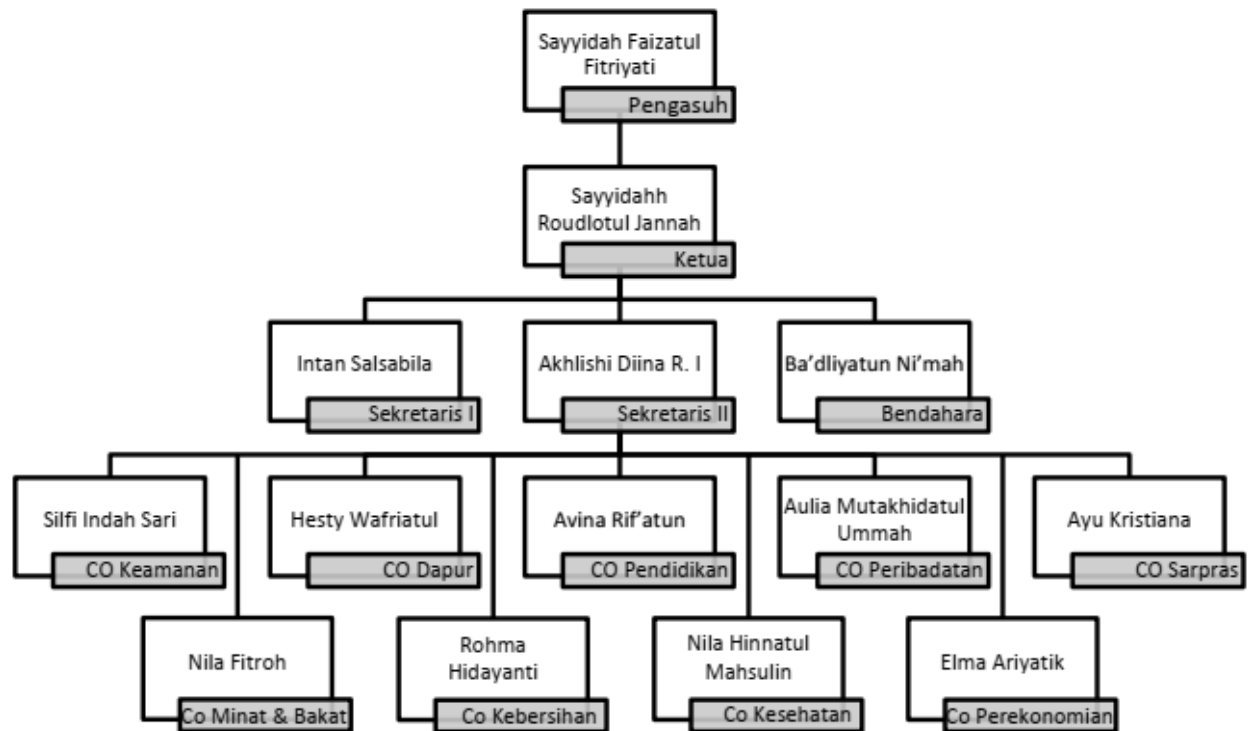 Sayyidah Faizatul
Fitriyati
Pengasuh
Sayyidahh
Roudlotul Jannah
Ketua
Intan Salsabila
Sekretaris I
Akhlishi Diina R. I
Sekretaris II
Ba’dliyatun Ni’mah
Bendahara
Silfi Indah Sari
CO Keamanan
Hesty Wafriatul
CO Dapur
Avina Rif’atun
CO Pendidikan
Aulia Mutakhidatul
Ummah
CO Peribadatan
Ayu Kristiana
CO Sarpras
Nila Fitroh
Co Minat & Bakat
Rohma
Hidayanti
Co Kebersihan
Nila Hinnatul
Mahsulin
Co Kesehatan
Elma Ariyatik
Co Perekonomian